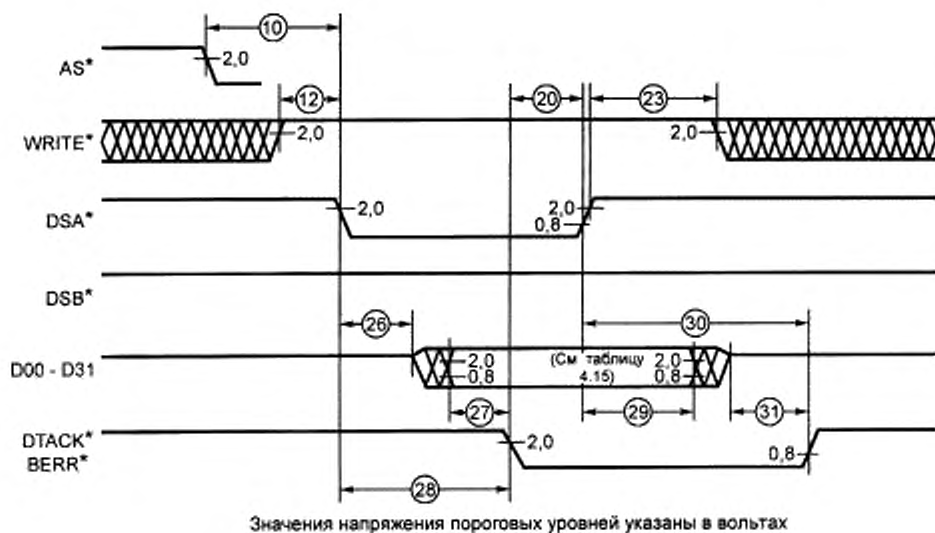 10
AS*
2,0
12
20
23
WRITE*
2,0
2,0
DSA*
2,0
2,0
0,8
DSB*
26
30
D00 - D31
2,0
0,8
(См таблицу
4.15)
2,0
0,8
27
29
31
DTACK*
BERR*
2,0
0,8
28
Значения напряжения пороговых уровней указаны в вольтах